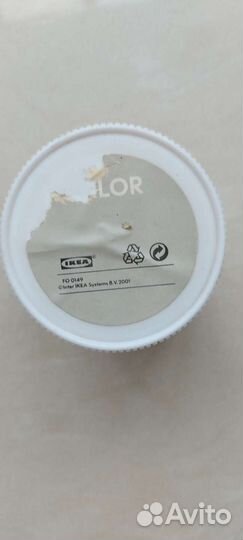 LOR
IKEA
FO 0149
©Inter IKEA Systems B.V. 2001
Avito